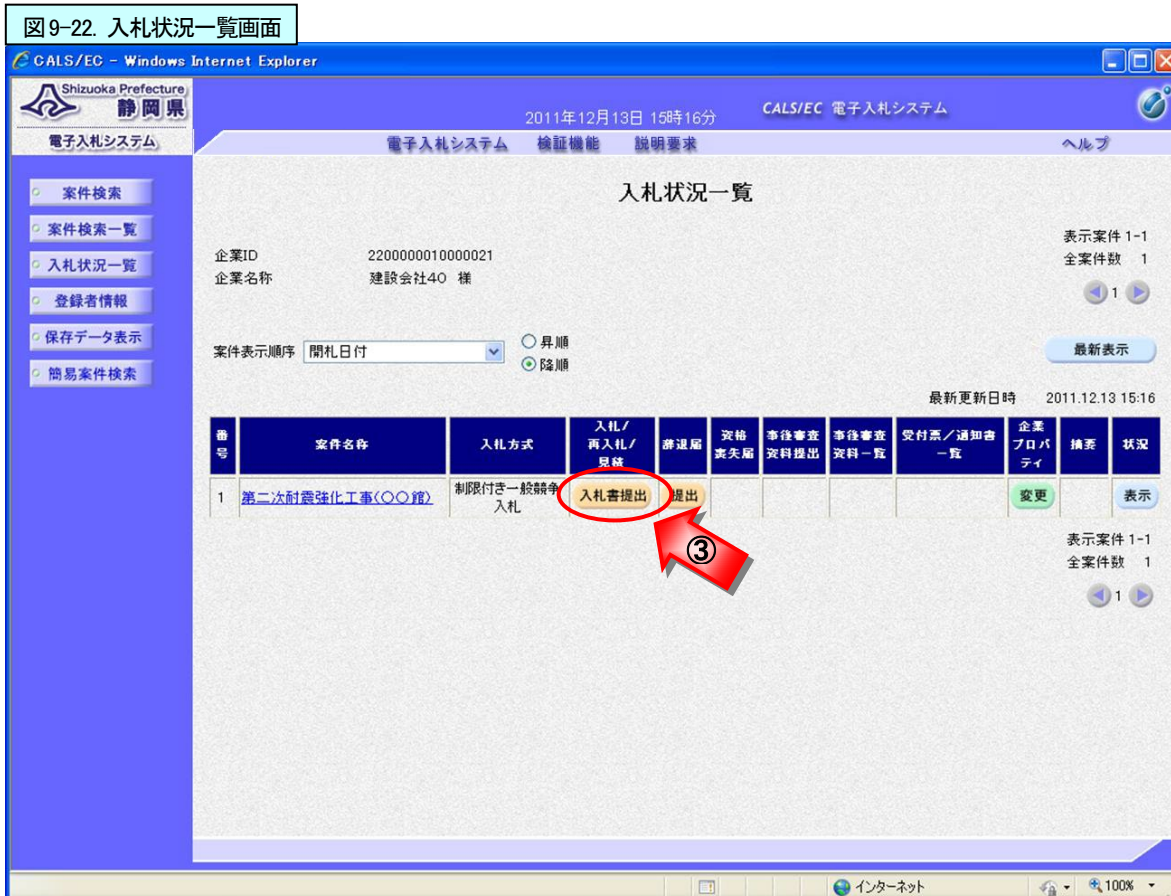 図9-22. 入札状況一覧画面
CALS/EC - Windows Internet Explorer
Shizuoka Prefecture
静岡県
電子入札システム
2011年12月13日 15時16分
CALS/EC 電子入札システム
電子入札システム 検証機能 説明要求 ヘルプ
案件検索
案件検索一覧
入札状況一覧
登録者情報
保存データ表示
簡易案件検索
入札状況一覧
企業ID 2200000010000021
企業名称 建設会社40 様
表示案件 1-1
全案件数 1
1
案件表示順序 開札日付
昇順
降順
最新表示
最新更新日時 2011.12.13 15:16
番号 案件名称 入札方式 入札/再入札/見積 辞退届 資格喪失届 事後審査資料提出 事後審査資料一覧 受付票/通知書一覧 企業プロパティ 摘要 状況
1 第二次耐震強化工事(〇〇館) 制限付き一般競争入札 入札書提出 提出 変更 表示
③
表示案件 1-1
全案件数 1
1
インターネット
100%